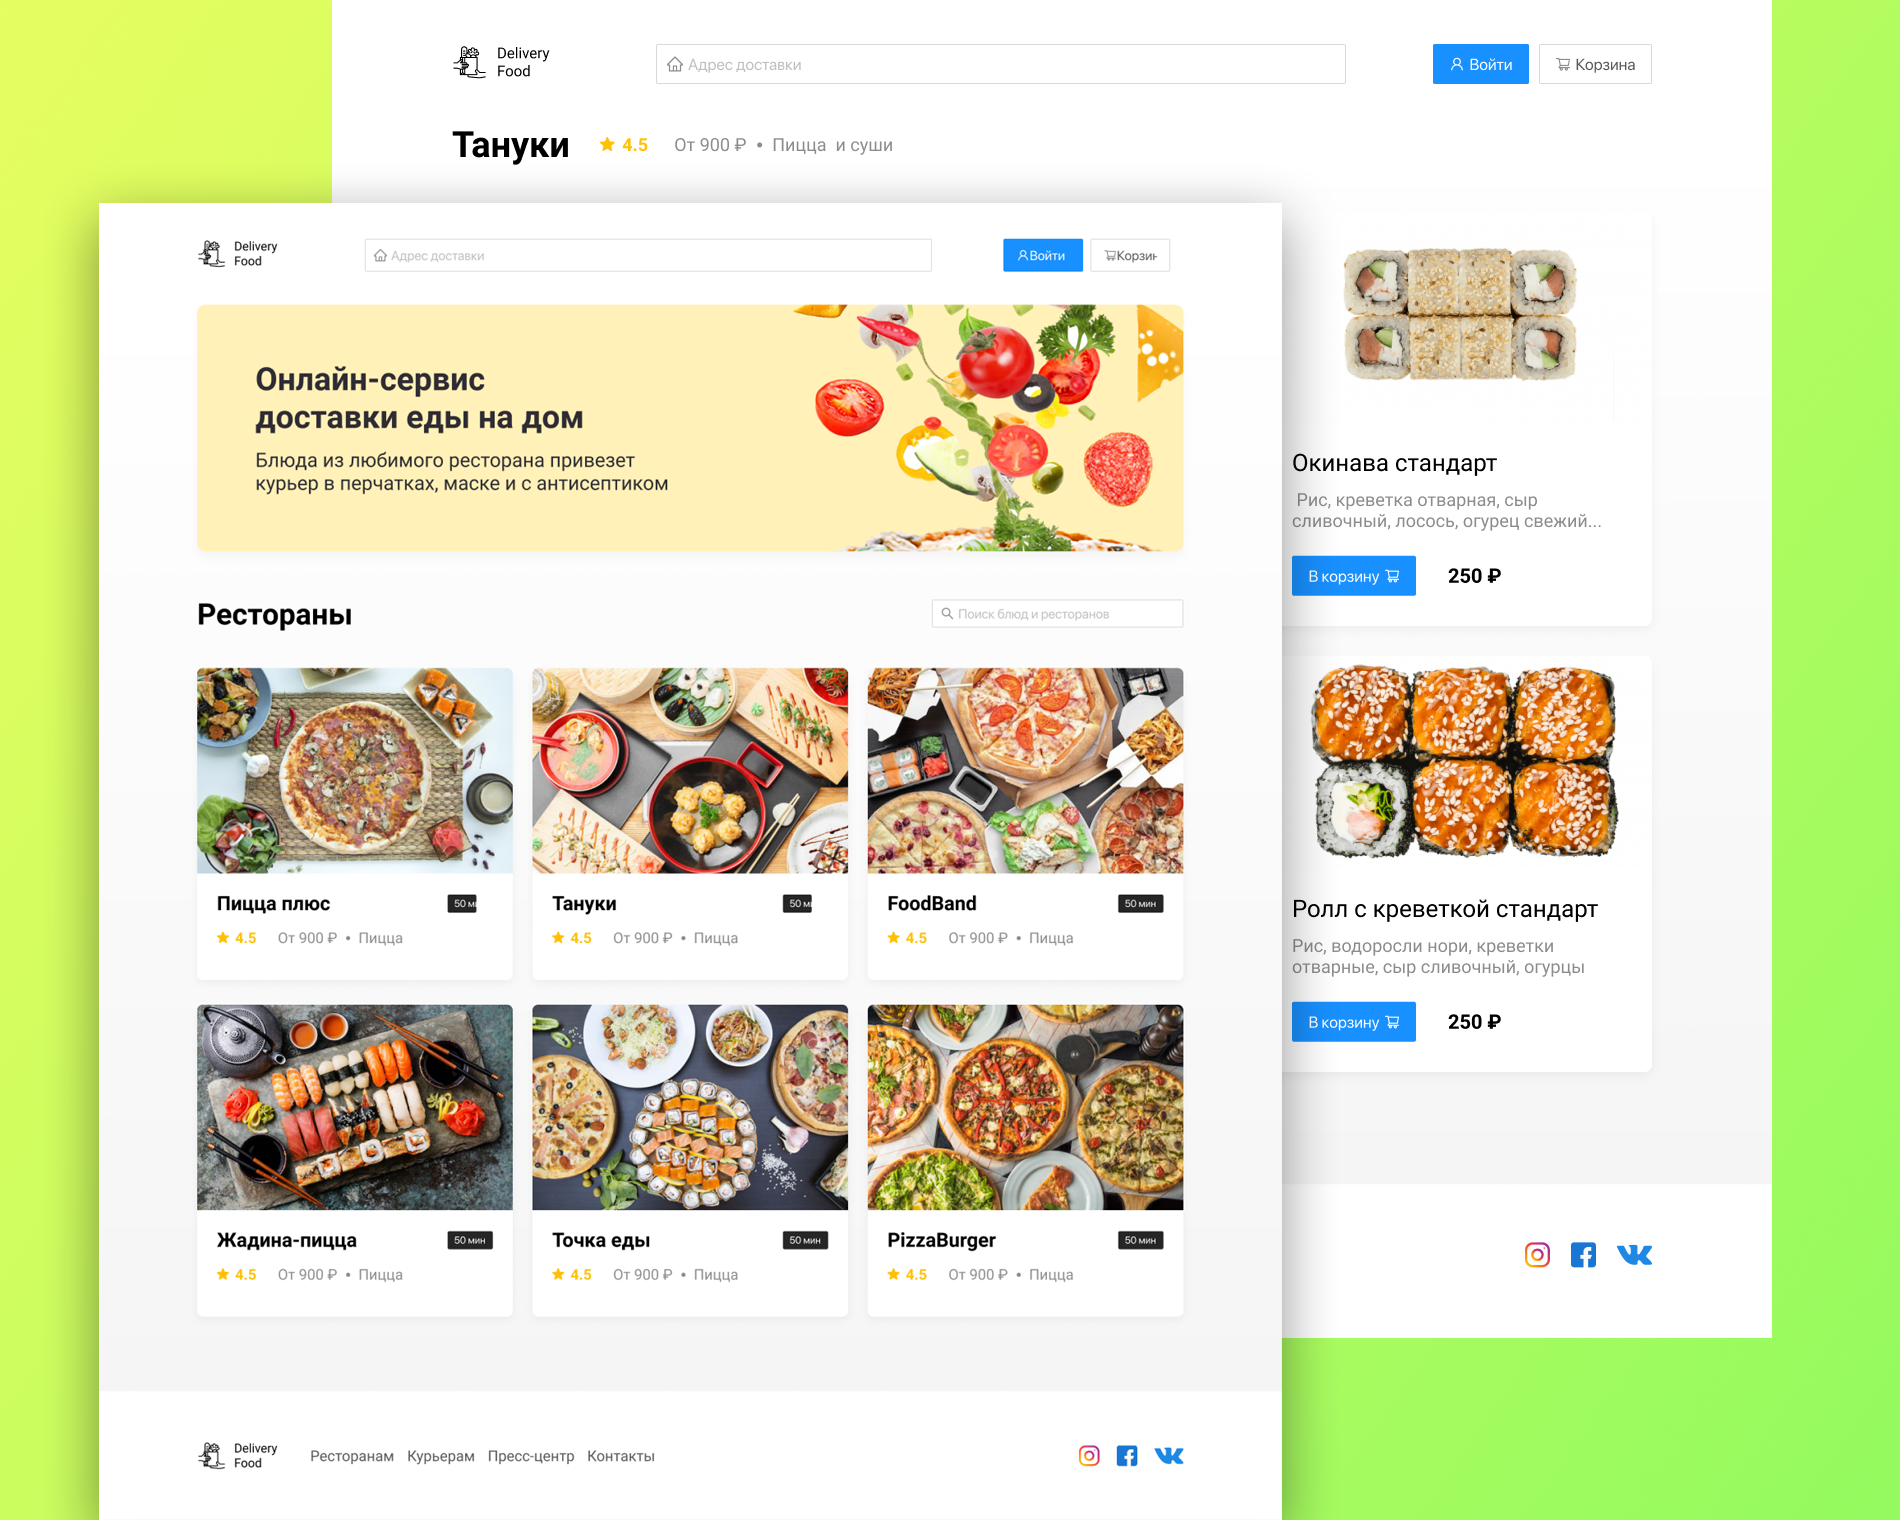 Delivery
Food
Адрес доставки
Войти
Корзина
Тануки
4.5
От 900 ₽ • Пицца и суши
Delivery
Food
Адрес доставки
Войти
Корзин
Онлайн-сервис
доставки еды на дом
Блюда из любимого ресторана привезет
курьер в перчатках, маске и с антисептиком
Рестораны
Поиск блюд и ресторанов
Пицца плюс
50 м
4.5
От 900 ₽ • Пицца
Тануки
50 м
4.5
От 900 ₽ • Пицца
FoodBand
50 мин
4.5
От 900 ₽ • Пицца
Жадина-пицца
50 мин
4.5
От 900 ₽ • Пицца
Точка еды
50 мин
4.5
От 900 ₽ • Пицца
PizzaBurger
50 мин
4.5
От 900 ₽ • Пицца
Delivery
Food
Ресторанам
Курьерам
Пресс-центр
Контакты
Окинава стандарт
Рис, креветка отварная, сыр
сливочный, лосось, огурец свежий...
В корзину
250 ₽
Ролл с креветкой стандарт
Рис, водоросли нори, креветки
отварные, сыр сливочный, огурцы
В корзину
250 ₽